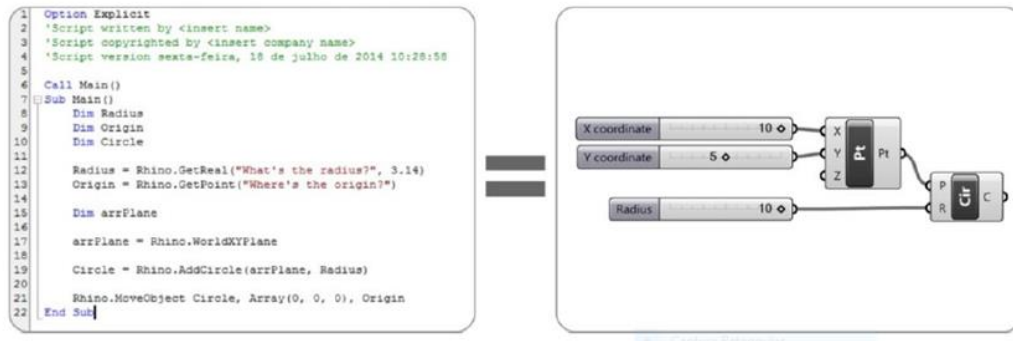 1 Option Explicit
2 'Script written by <insert name>
3 'Script copyrighted by <insert company name>
4 'Script version sexta-feira, 18 de julho de 2014 10:28:58
5
6 Call Main()
7 Sub Main()
8 Dim Radius
9 Dim Origin
10 Dim Circle
11
12 Radius = Rhino.GetReal("What's the radius?", 3.14)
13 Origin = Rhino.GetPoint("Where's the origin?")
14
15 Dim arrPlane
16
17 arrPlane = Rhino.WorldXYPlane
18
19 Circle = Rhino.AddCircle(arrPlane, Radius)
20
21 Rhino.MoveObject Circle, Array(0, 0, 0), Origin
22 End Sub
X coordinate 10
Y coordinate 5
X
Y
Z
Pt
Pt
Radius 10
P
R
Cir
C